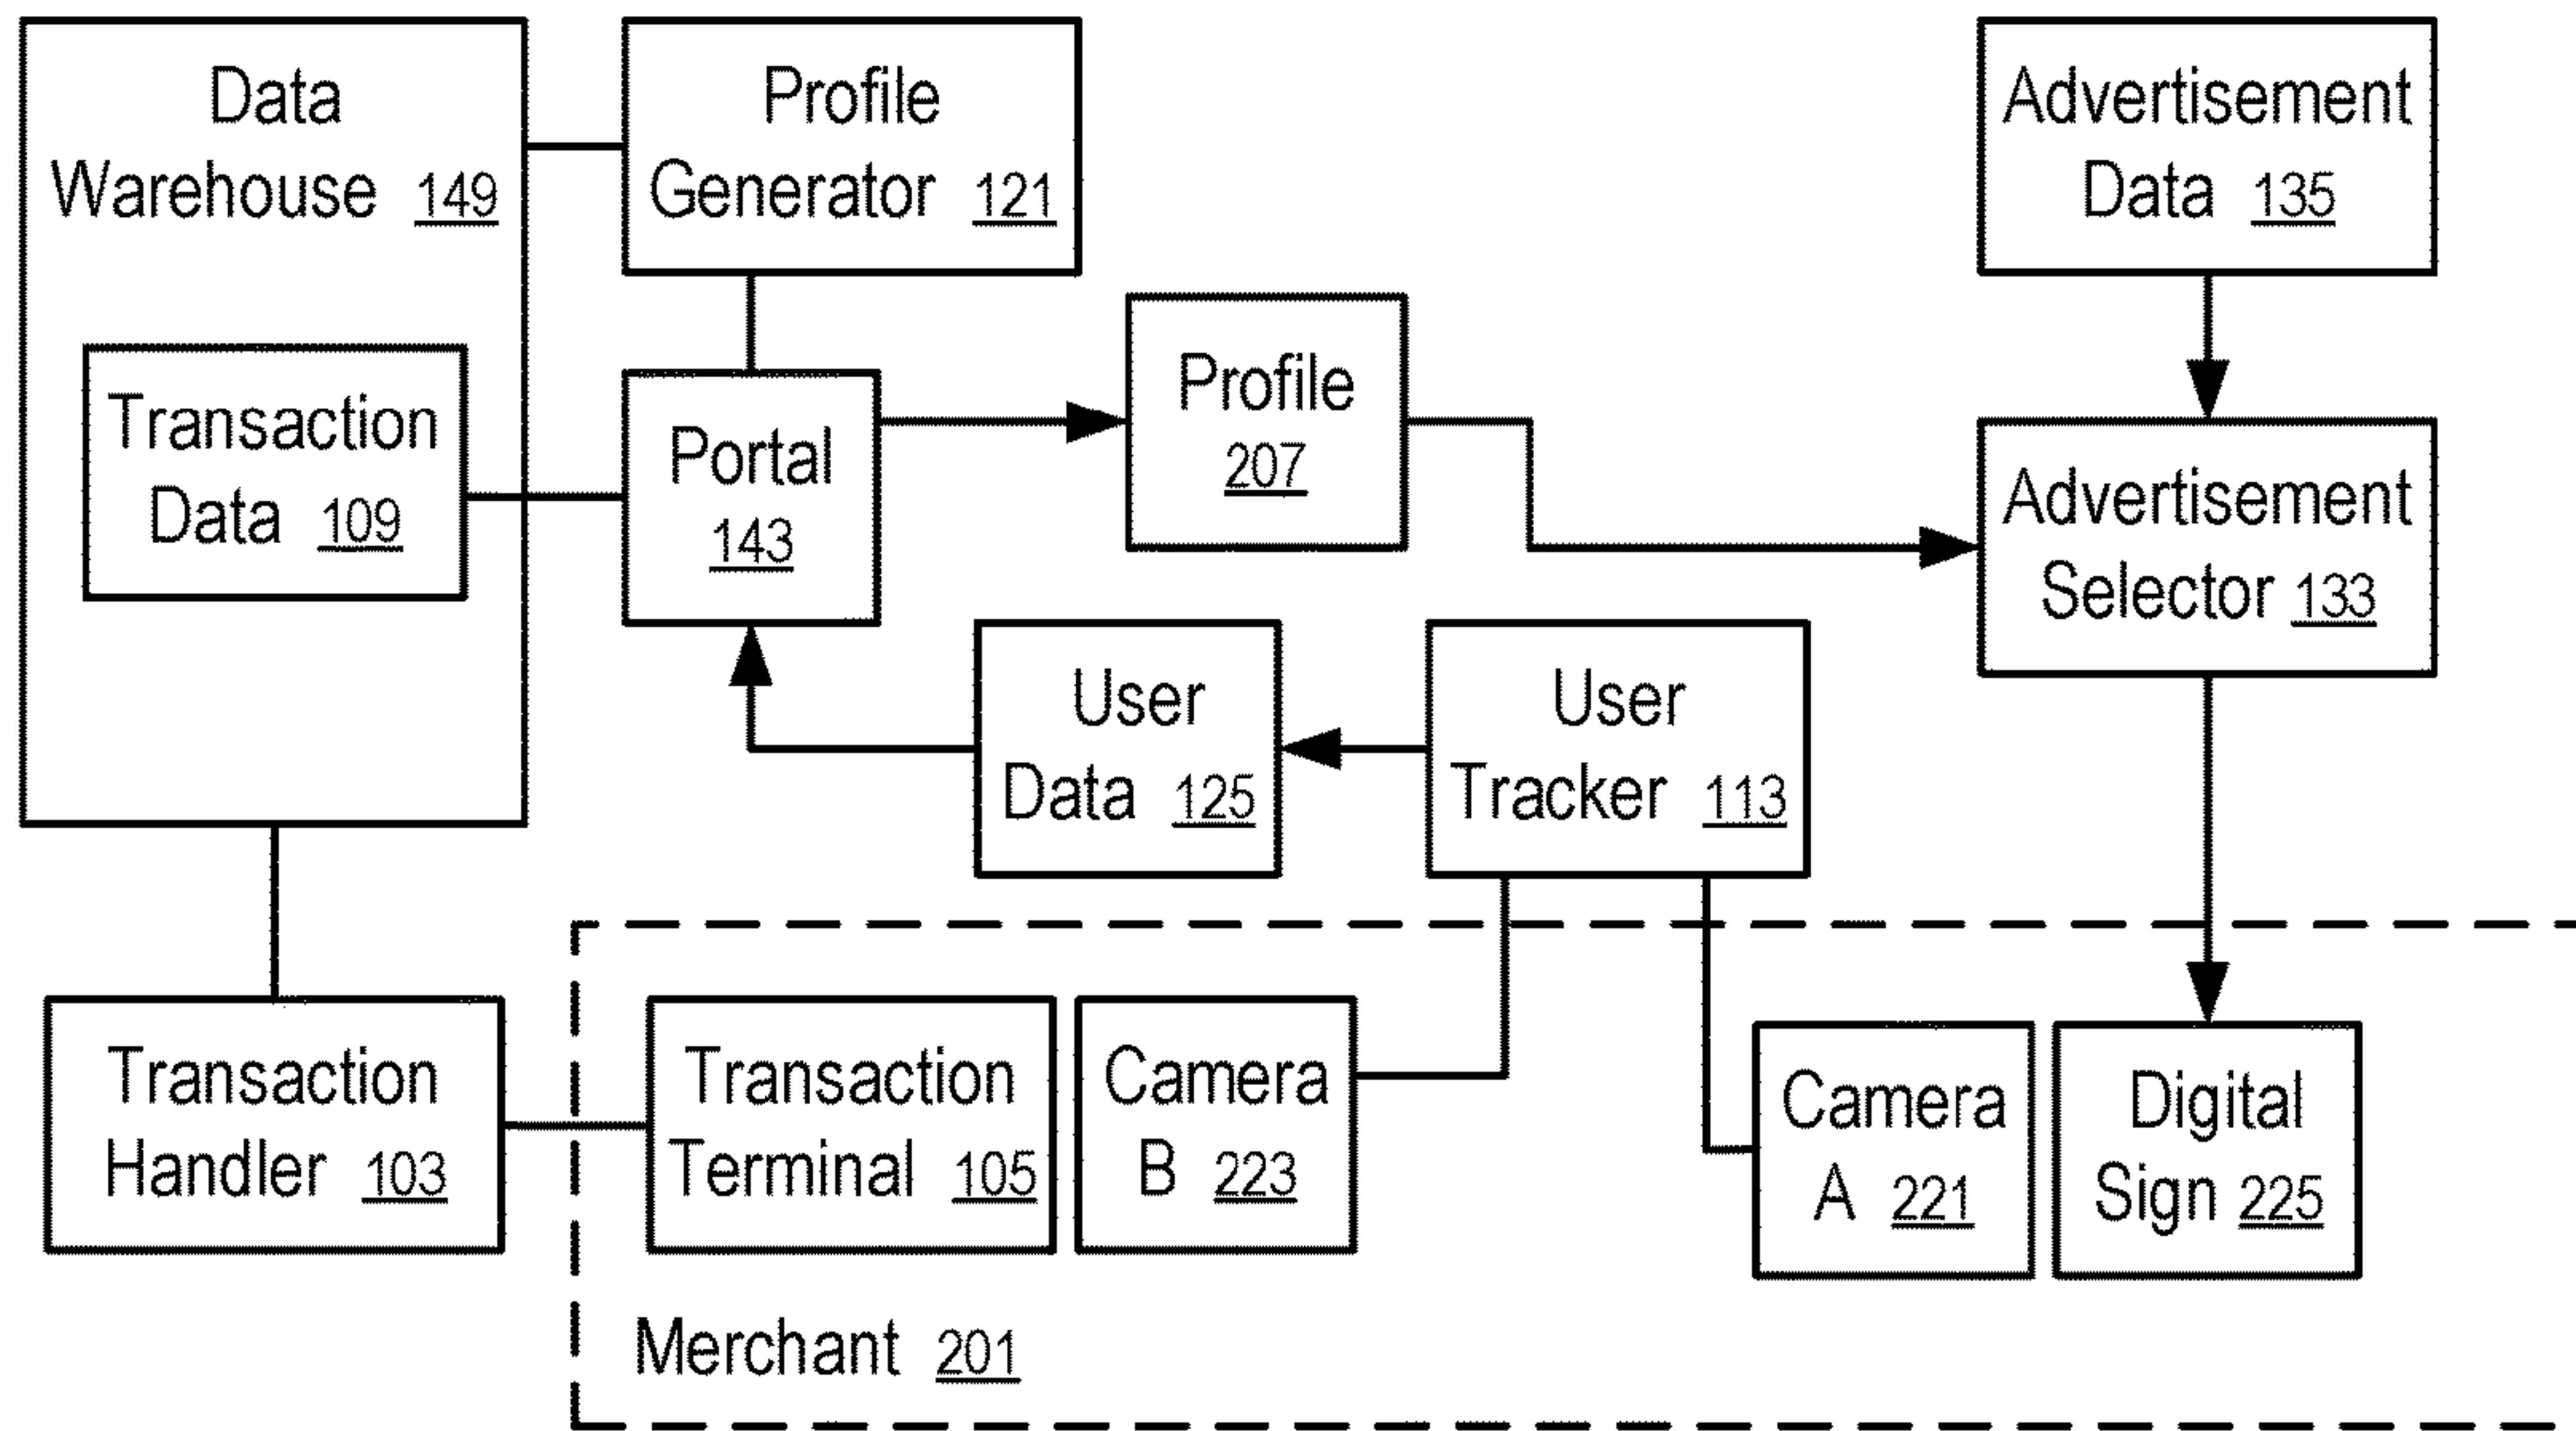 Data
Warehouse 149
Profile
Generator 121
Advertisement
Data 135
Transaction
Data 109
Portal
143
Profile
207
Advertisement
Selector 133
User
Data 125
User
Tracker 113
Transaction
Handler 103
Transaction
Terminal 105
Camera
B 223
Camera
A 221
Digital
Sign 225
Merchant 201